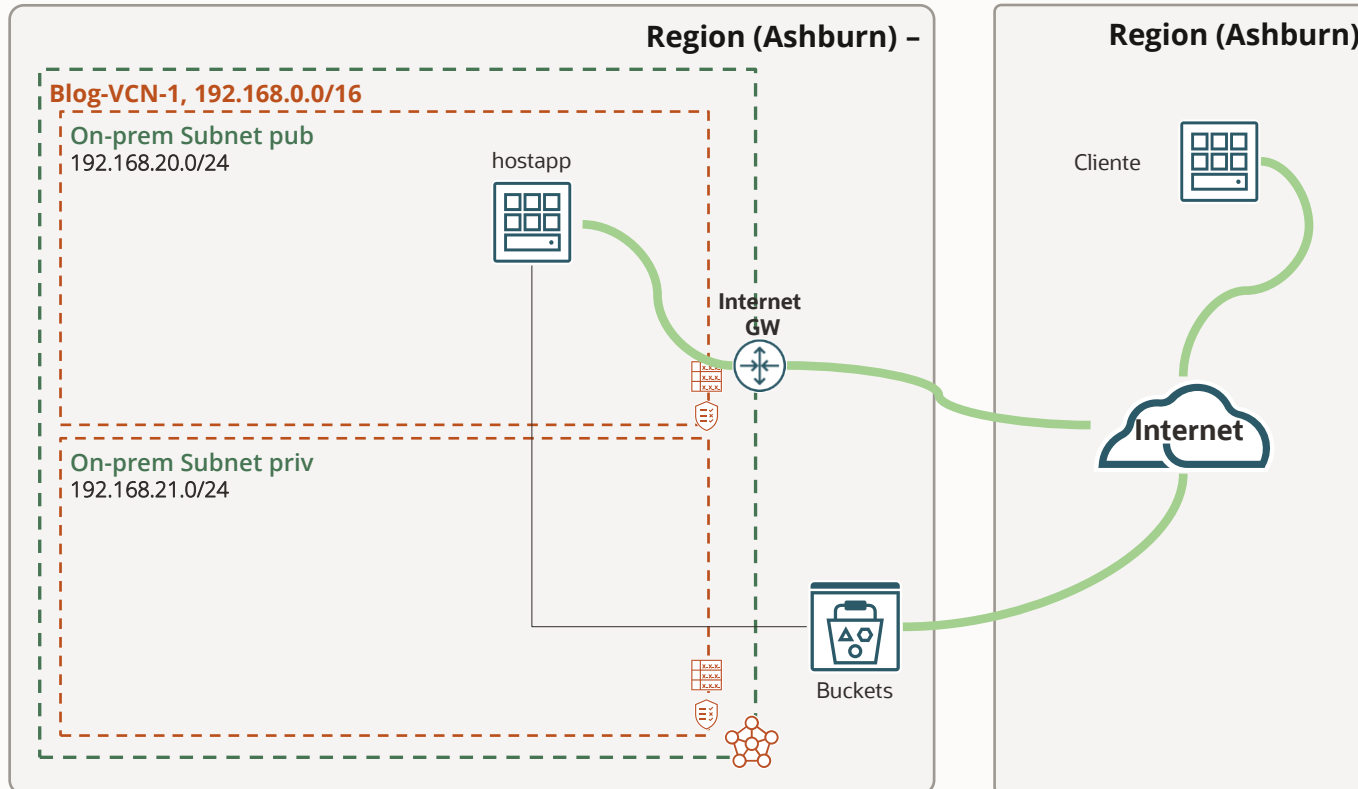 Region (Ashburn) –
Blog-VCN-1, 192.168.0.0/16
On-prem Subnet pub
192.168.20.0/24
hostapp
Internet
GW
On-prem Subnet priv
192.168.21.0/24
Buckets
Region (Ashburn)
Cliente
Internet